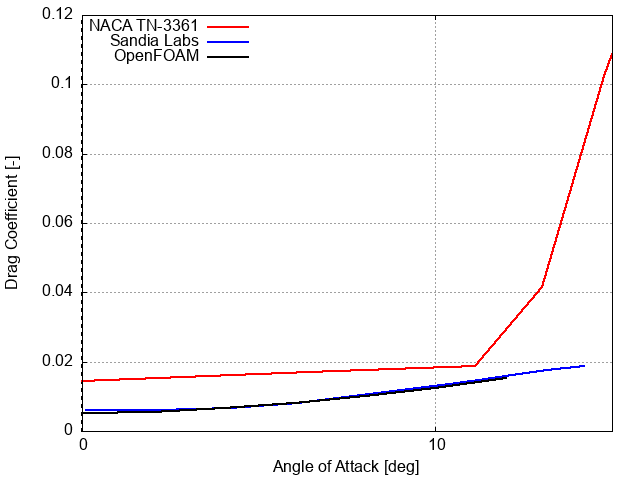 0.12
NACA TN-3361
Sandia Labs
OpenFOAM
0.1
0.08
0.06
0.04
0.02
0
Drag Coefficient [-]
0 10
Angle of Attack [deg]